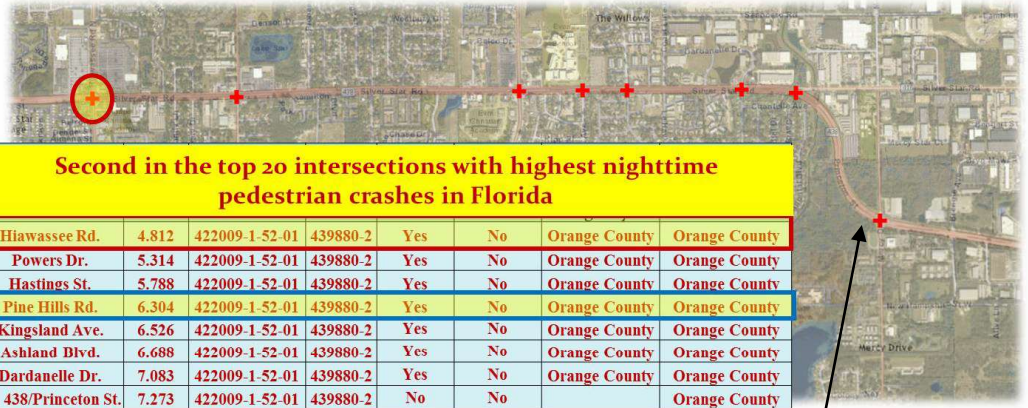 The Willows
Silver Star Rd
Silver Star Rd
Mercy Drive
Second in the top 20 intersections with highest nighttime
pedestrian crashes in Florida
Hiawassee Rd. 4.812 422009-1-52-01 439880-2 Yes No Orange County Orange County
Powers Dr. 5.314 422009-1-52-01 439880-2 Yes No Orange County Orange County
Hastings St. 5.788 422009-1-52-01 439880-2 Yes No Orange County Orange County
Pine Hills Rd. 6.304 422009-1-52-01 439880-2 Yes No Orange County Orange County
Kingsland Ave. 6.526 422009-1-52-01 439880-2 Yes No Orange County Orange County
Ashland Blvd. 6.688 422009-1-52-01 439880-2 Yes No Orange County Orange County
Dardanelle Dr. 7.083 422009-1-52-01 439880-2 Yes No Orange County Orange County
438/Princeton St. 7.273 422009-1-52-01 439880-2 No No Orange County